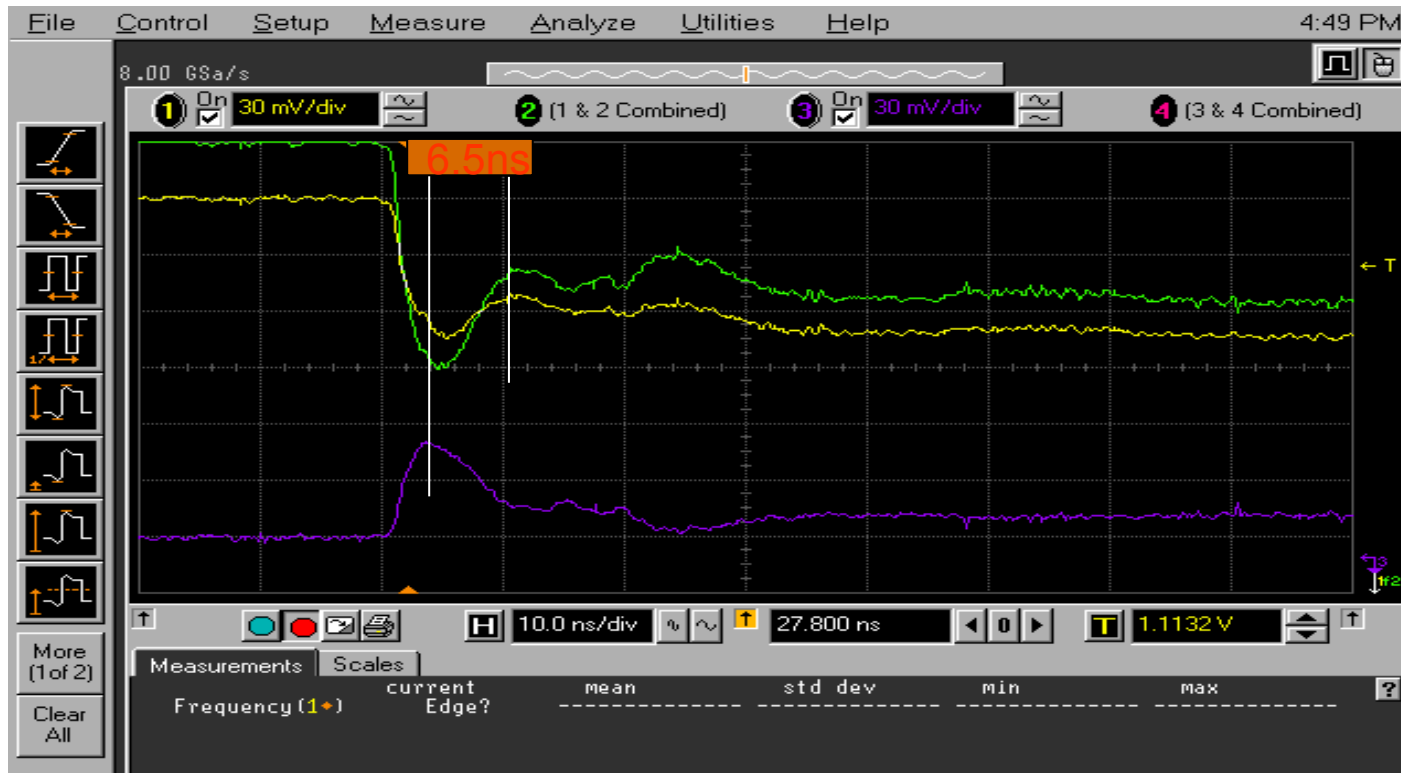 File Control Setup Measure Analyze Utilities Help 4:49 PM
8.00 GSa/s
1 On 30 mV/div 2 (1 & 2 Combined) 3 On 30 mV/div 4 (3 & 4 Combined)
6.5ns
← T
H 10.0 ns/div 27.800 ns 0 T 1.1132 V
More
(1 of 2)
Clear
All
Measurements Scales
current mean std dev min max ?
Frequency(1) Edge? -------------- -------------- -------------- --------------